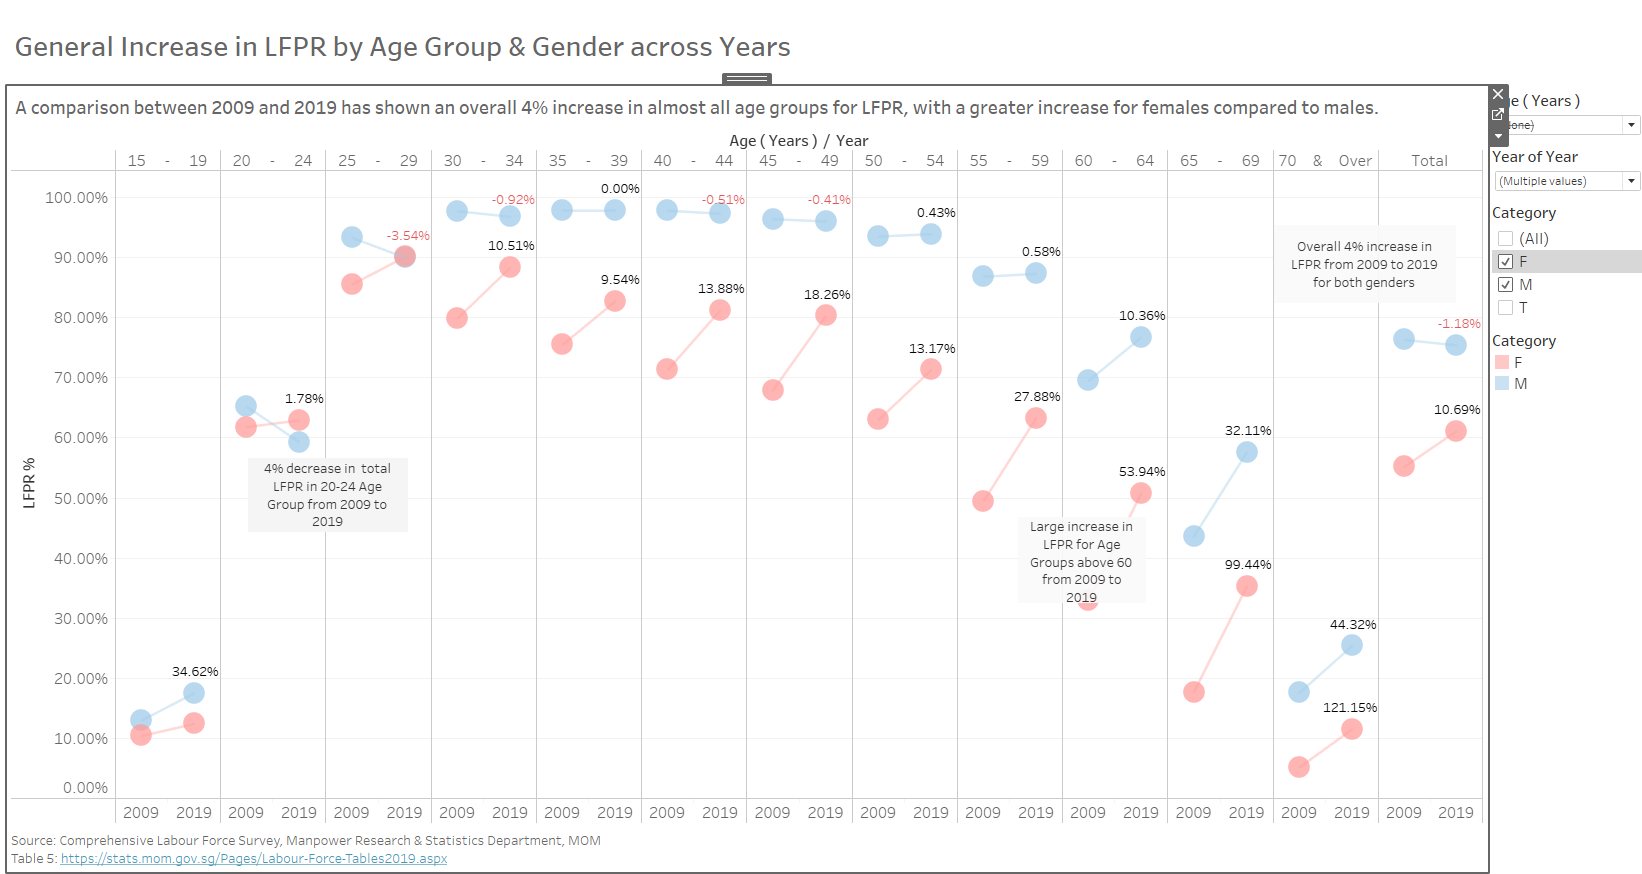 General Increase in LFPR by Age Group & Gender across Years
A comparison between 2009 and 2019 has shown an overall 4% increase in almost all age groups for LFPR, with a greater increase for females compared to males.
Age ( Years ) / Year
15 - 19 20 - 24 25 - 29 30 - 34 35 - 39 40 - 44 45 - 49 50 - 54 55 - 59 60 - 64 65 - 69 70 & Over Total
LFPR %
100.00%
90.00%
80.00%
70.00%
60.00%
50.00%
40.00%
30.00%
20.00%
10.00%
0.00%
34.62%
1.78%
-3.54%
-0.92%
10.51%
0.00%
9.54%
-0.51%
13.88%
-0.41%
18.26%
0.43%
13.17%
0.58%
27.88%
10.36%
53.94%
32.11%
99.44%
44.32%
121.15%
-1.18%
10.69%
4% decrease in total
LFPR in 20-24 Age
Group from 2009 to
2019
Large increase in
LFPR for Age
Groups above 60
from 2009 to
2019
Overall 4% increase in
LFPR from 2009 to 2019
for both genders
2009 2019 2009 2019 2009 2019 2009 2019 2009 2019 2009 2019 2009 2019 2009 2019 2009 2019 2009 2019 2009 2019 2009 2019 2009 2019
Source: Comprehensive Labour Force Survey, Manpower Research & Statistics Department, MOM
Table 5: https://stats.mom.gov.sg/Pages/Labour-Force-Tables2019.aspx
( Years )
Year of Year
(Multiple values)
Category
(All)
F
M
T
Category
F
M